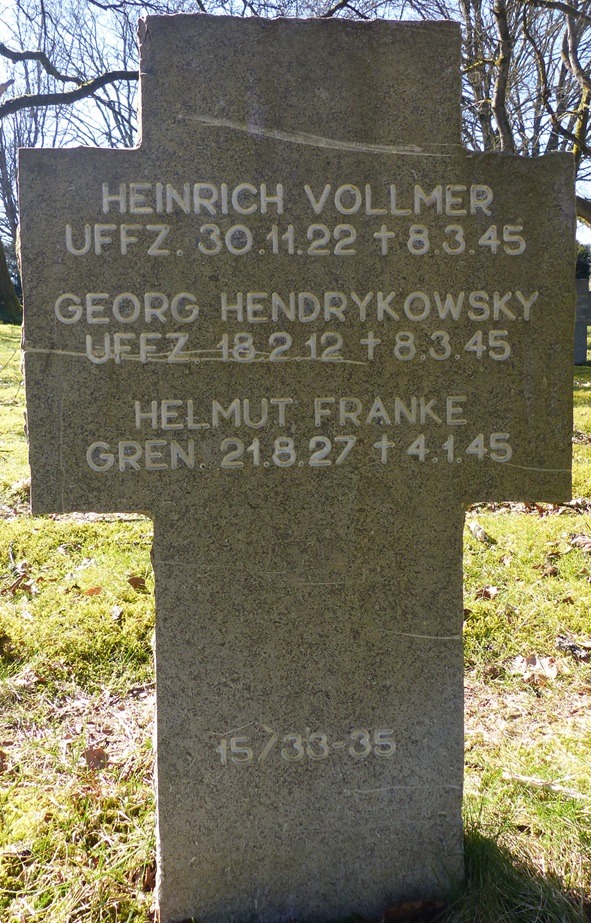 HEINRICH VOLLMER
UFFZ. 30.11.22 ✝ 8.3.45
GEORG HENDRYKOWSKY
UFFZ. 18.2.12 ✝ 8.3.45
HELMUT FRANKE
GREN. 21.8.27 ✝ 4.1.45
15/33-35